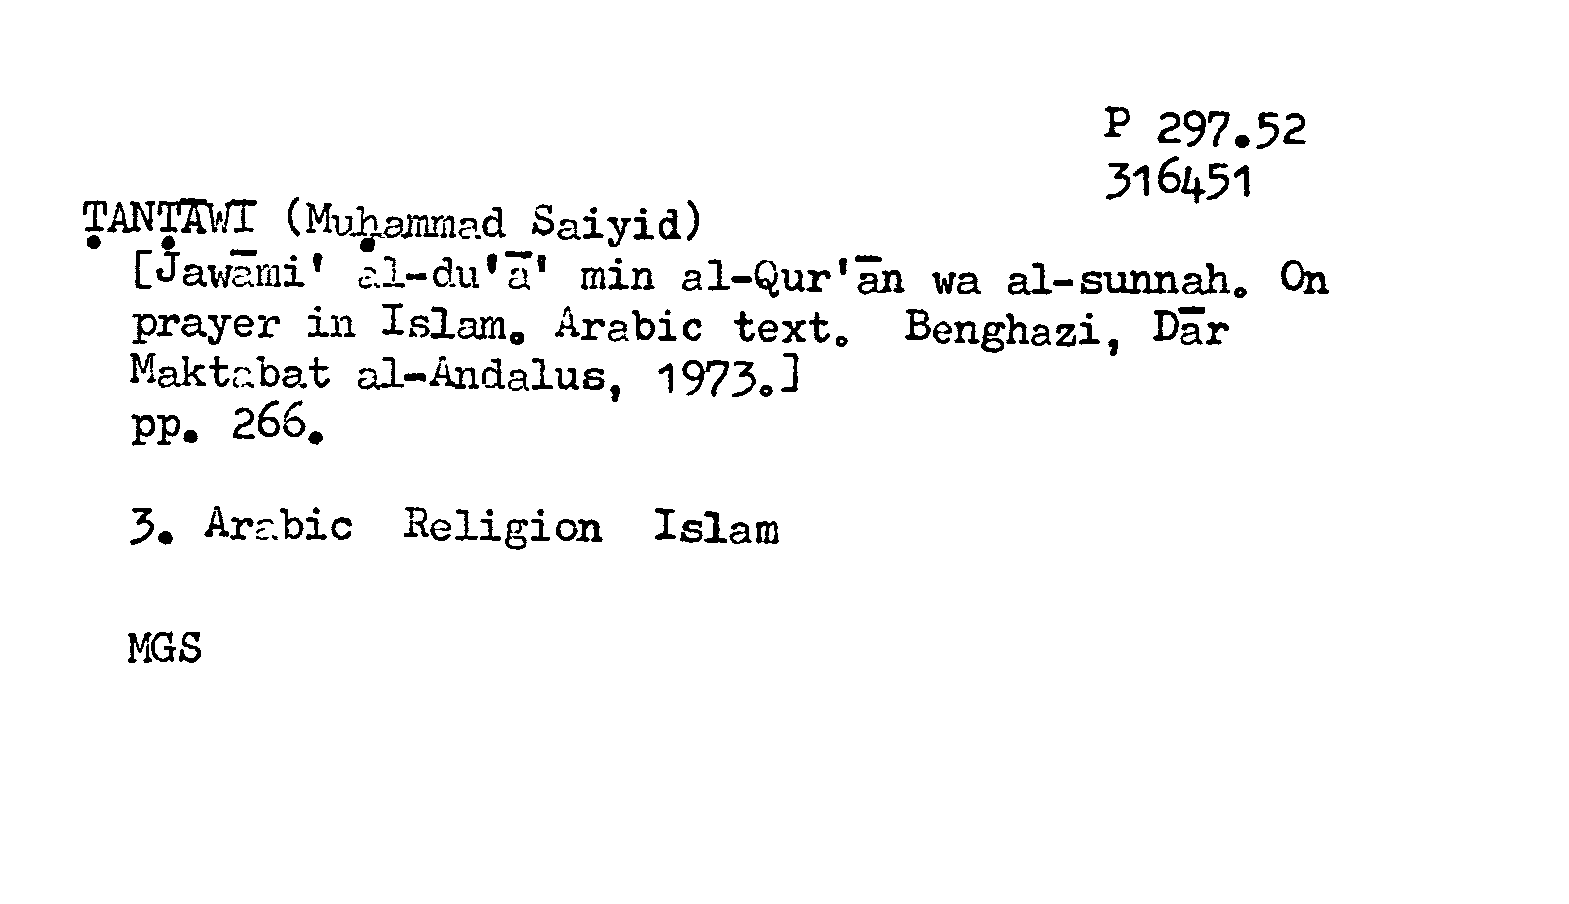 P 297.52
316451
ṬANṬĀWĪ (Muḥammad Saiyid)
[Jawāmi' al-du'ā' min al-Qur'ān wa al-sunnah. On
prayer in Islam. Arabic text. Benghazi, Dār
Maktabat al-Andalus, 1973.]
pp. 266.
3. Arabic Religion Islam
MGS